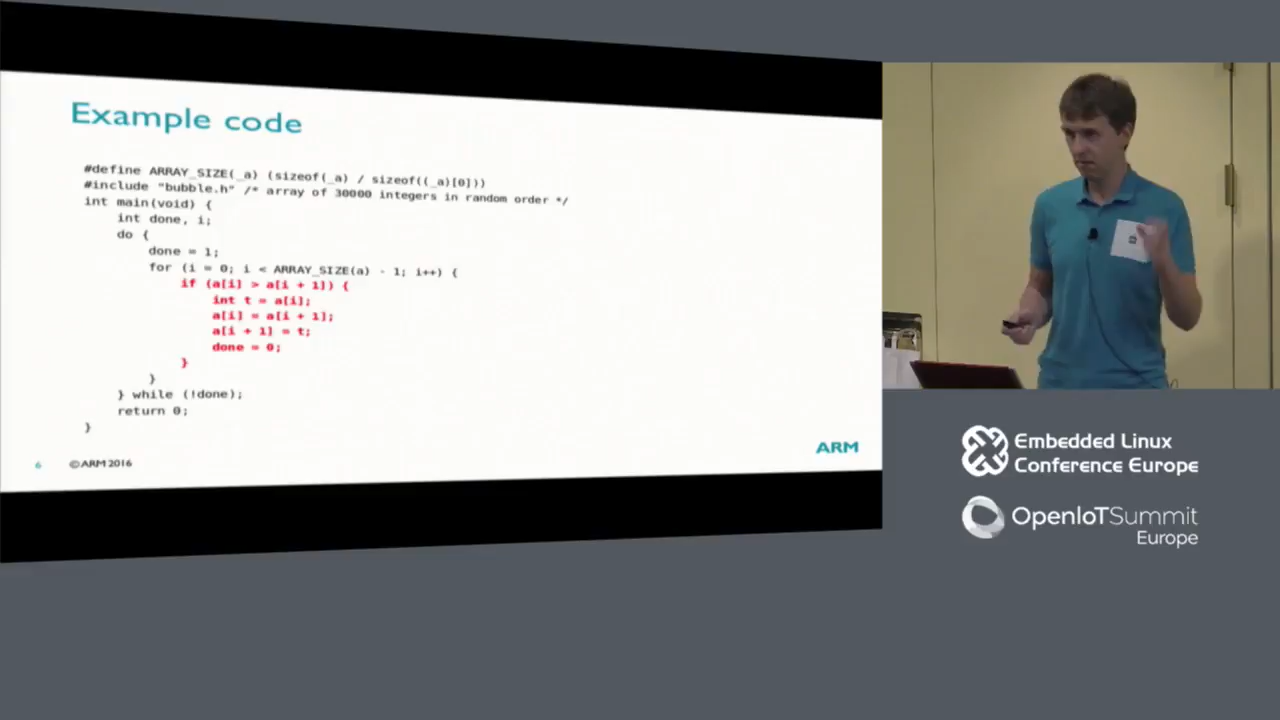 Example code
#define ARRAY_SIZE(_a) (sizeof(_a) / sizeof((_a)[0]))
#include "bubble.h" /* array of 30000 integers in random order */
int main(void) {
int done, i;
do {
done = 1;
for (i = 0; i < ARRAY_SIZE(a) - 1; i++) {
if (a[i] > a[i + 1]) {
int t = a[i];
a[i] = a[i + 1];
a[i + 1] = t;
done = 0;
}
}
} while (!done);
return 0;
}
6 ©ARM 2016
ARM
Embedded Linux
Conference Europe
OpenIoTSummit
Europe